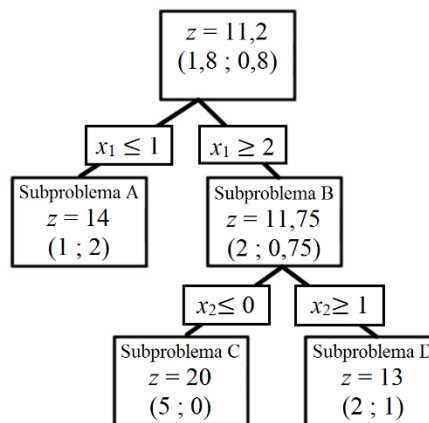 z = 11,2
(1,8 ; 0,8)
x₁ ≤ 1
x₁ ≥ 2
Subproblema A
z = 14
(1 ; 2)
Subproblema B
z = 11,75
(2 ; 0,75)
x₂≤ 0
x₂≥ 1
Subproblema C
z = 20
(5 ; 0)
Subproblema D
z = 13
(2 ; 1)